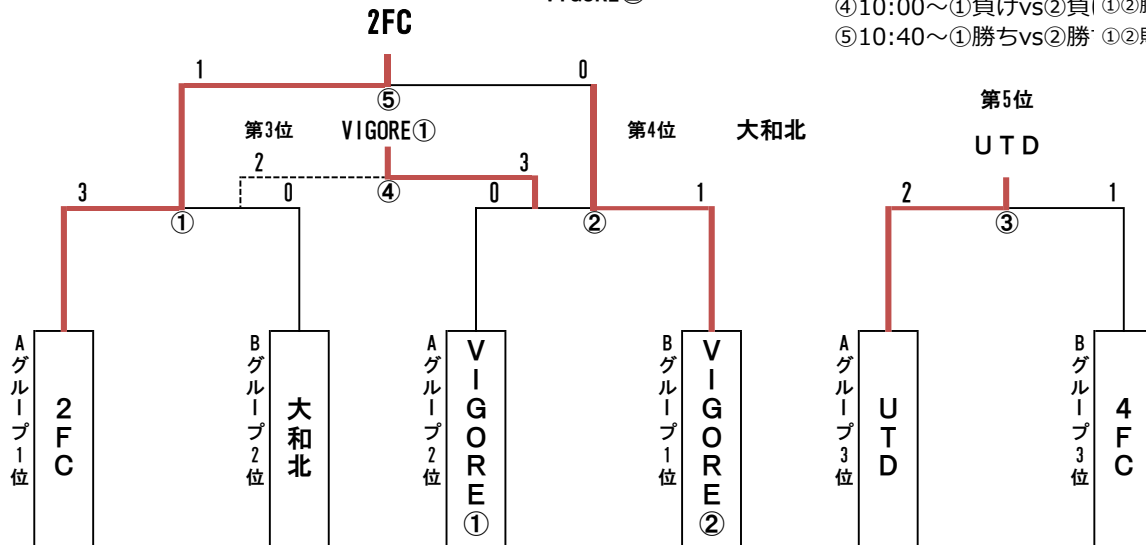 ④10:00～①負けvs②負
2FC
⑤10:40～①勝ちvs②勝
1
0
⑤
第5位
第3位
VIGORE①
第4位
大和北
UTD
2
3
3
0
④
0
1
2
1
①
②
③
Aグループ1位
2FC
Bグループ2位
大和北
Aグループ2位
VIGORE①
Bグループ1位
VIGORE②
Aグループ3位
UTD
Bグループ3位
4FC